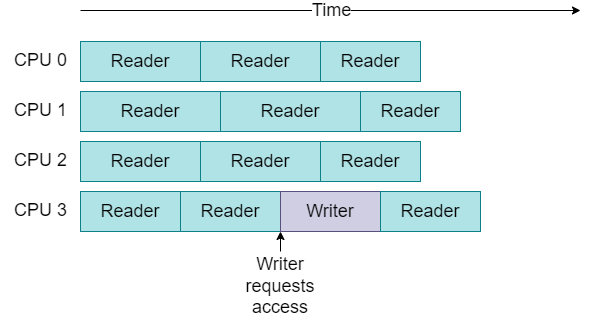 Time
CPU 0 Reader Reader Reader
CPU 1 Reader Reader Reader
CPU 2 Reader Reader Reader
CPU 3 Reader Reader Writer Reader
Writer
requests
access